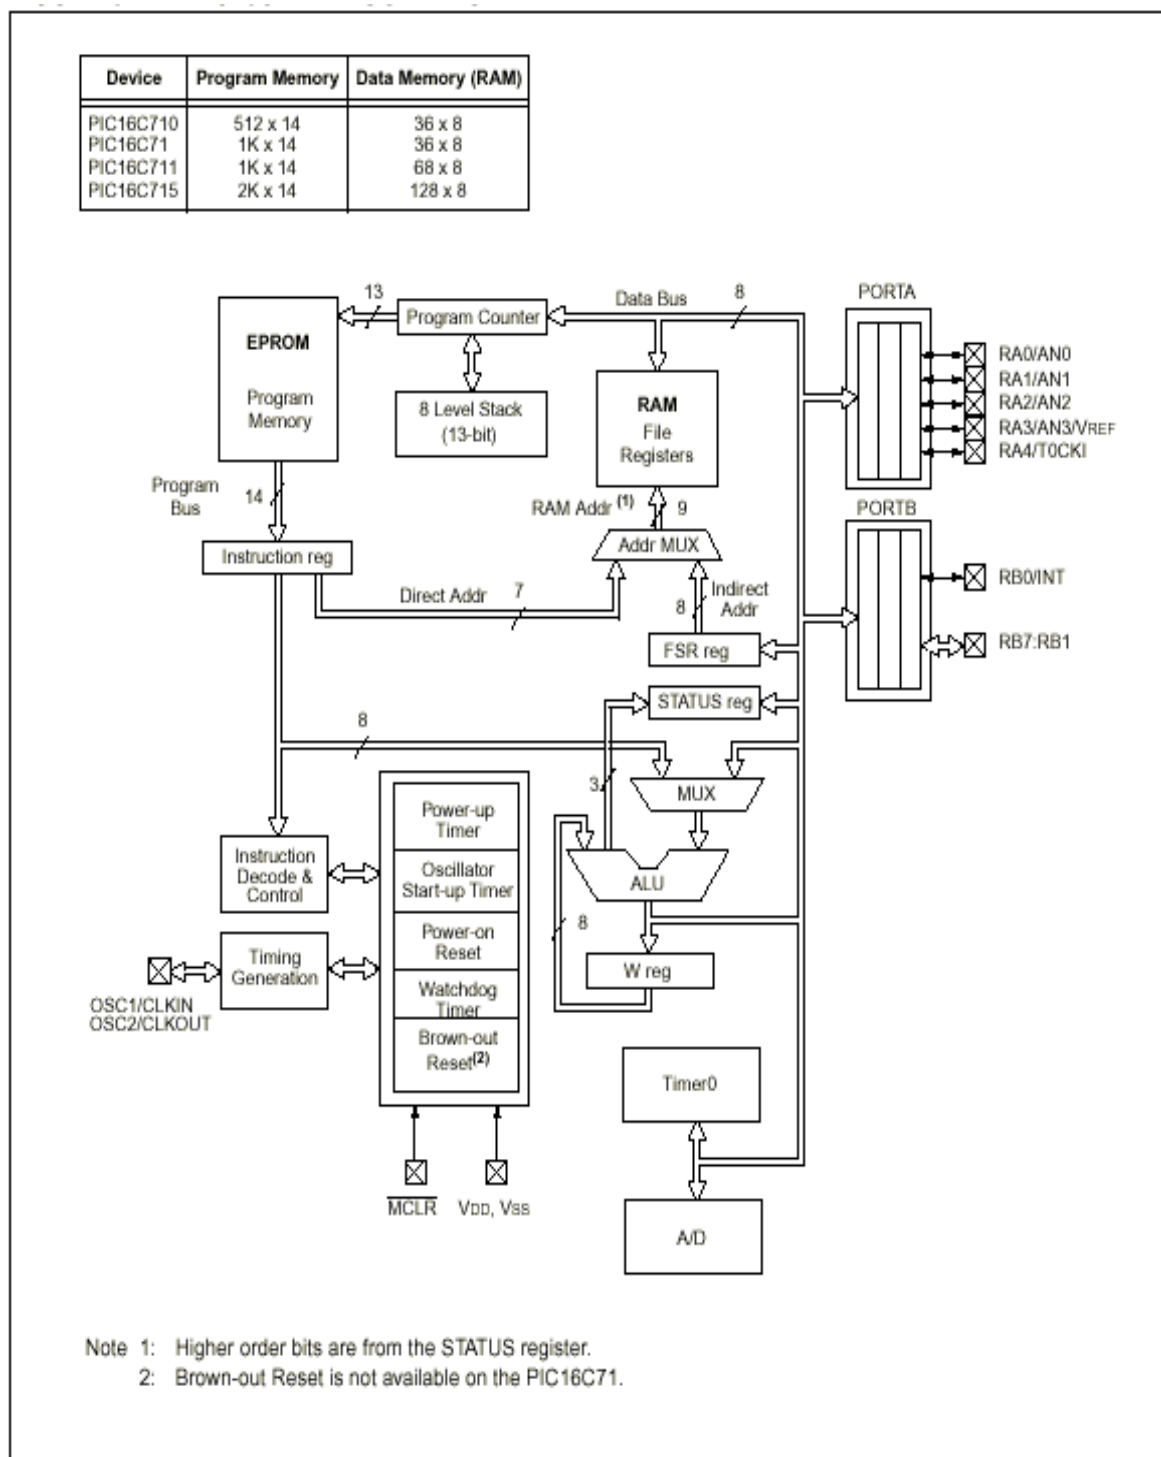 Device Program Memory Data Memory (RAM)
PIC16C710 512 x 14 36 x 8
PIC16C71 1K x 14 36 x 8
PIC16C711 1K x 14 68 x 8
PIC16C715 2K x 14 128 x 8
EPROM
Program
Memory
13
Program Counter
8 Level Stack
(13-bit)
Data Bus
8
RAM
File
Registers
PORTA
RA0/AN0
RA1/AN1
RA2/AN2
RA3/AN3/VREF
RA4/T0CKI
PORTB
RB0/INT
RB7:RB1
Program
Bus
14
Instruction reg
RAM Addr (1)
9
Addr MUX
Direct Addr
7
8
Indirect
Addr
FSR reg
STATUS reg
8
3
MUX
ALU
8
W reg
Power-up
Timer
Oscillator
Start-up Timer
Power-on
Reset
Watchdog
Timer
Brown-out
Reset(2)
Instruction
Decode &
Control
Timing
Generation
OSC1/CLKIN
OSC2/CLKOUT
MCLR
VDD, VSS
Timer0
A/D
Note 1: Higher order bits are from the STATUS register.
2: Brown-out Reset is not available on the PIC16C71.